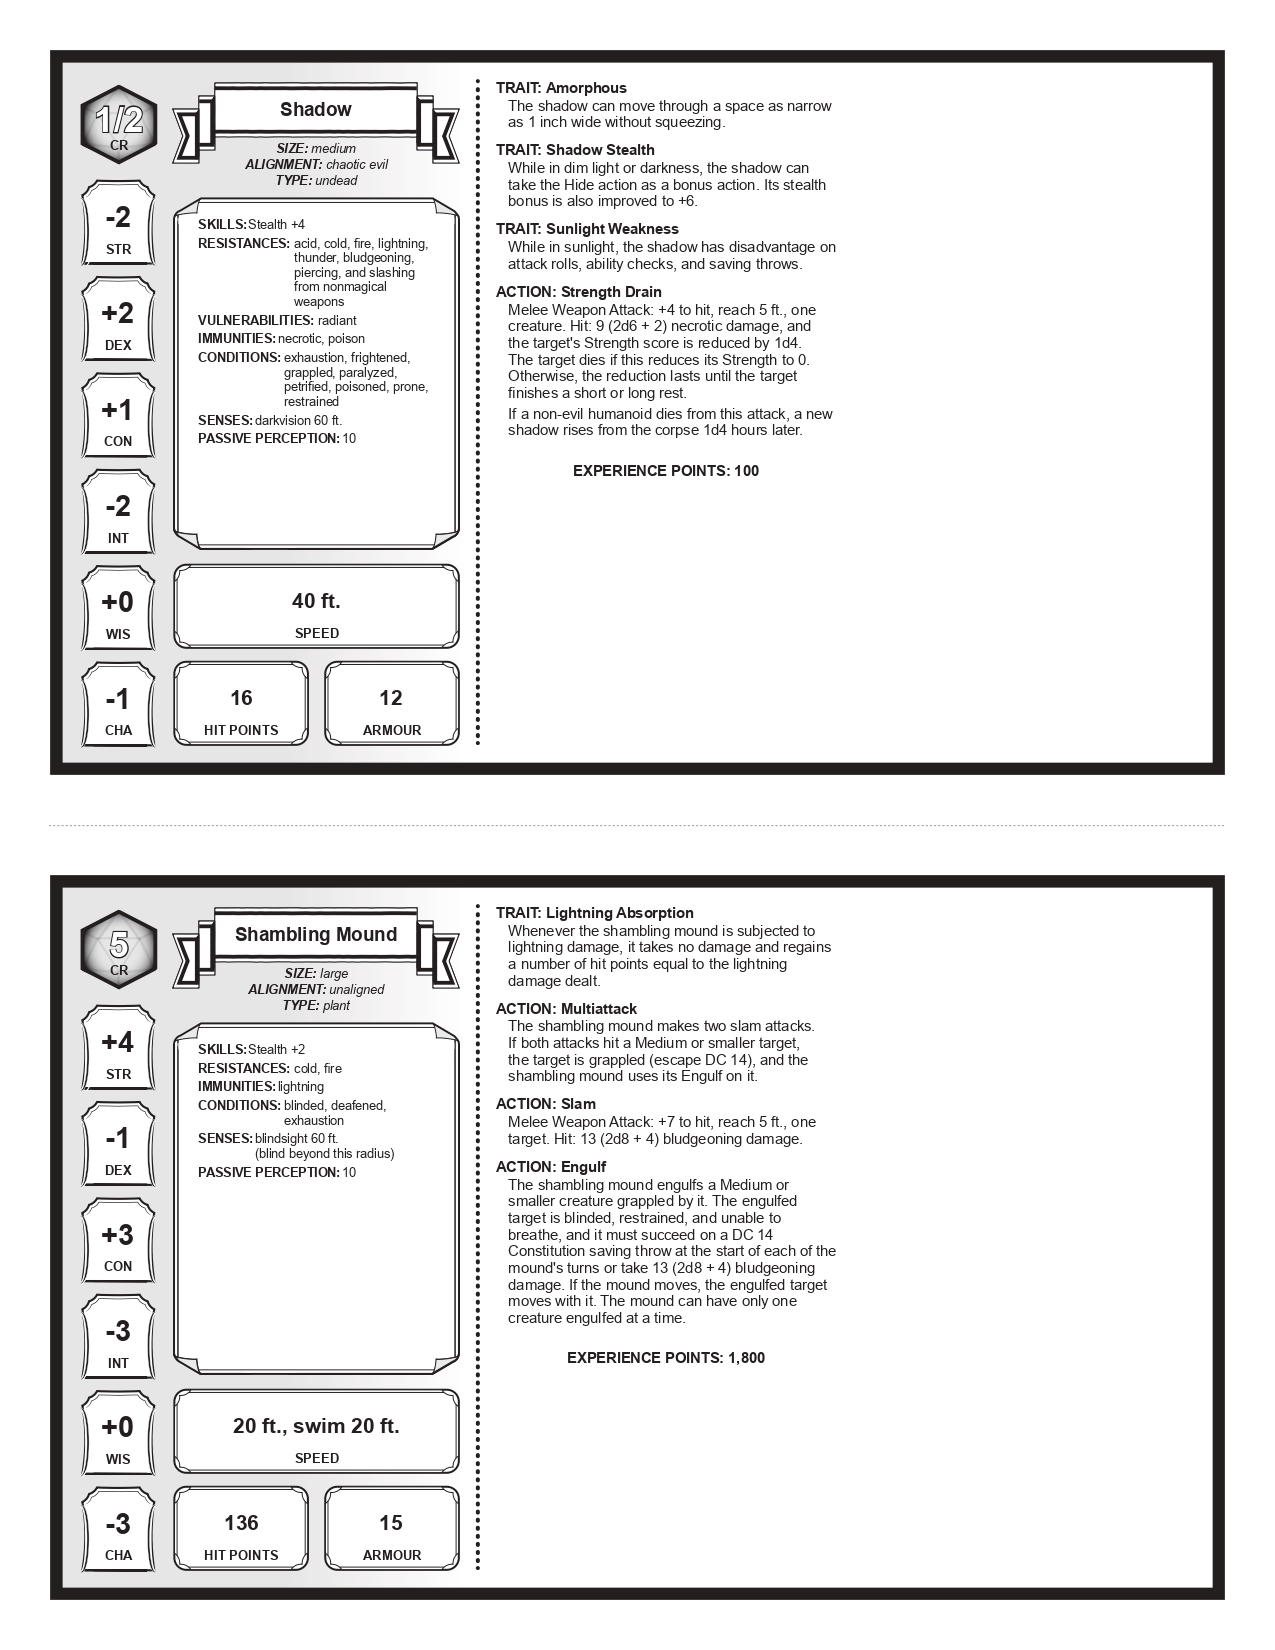 1/2
CR
Shadow
SIZE: medium
ALIGNMENT: chaotic evil
TYPE: undead
-2
STR
+2
DEX
+1
CON
-2
INT
+0
WIS
-1
CHA
SKILLS: Stealth +4
RESISTANCES: acid, cold, fire, lightning,
thunder, bludgeoning,
piercing, and slashing
from nonmagical
weapons
VULNERABILITIES: radiant
IMMUNITIES: necrotic, poison
CONDITIONS: exhaustion, frightened,
grappled, paralyzed,
petrified, poisoned, prone,
restrained
SENSES: darkvision 60 ft.
PASSIVE PERCEPTION: 10
40 ft.
SPEED
16
HIT POINTS
12
ARMOUR
TRAIT: Amorphous
The shadow can move through a space as narrow
as 1 inch wide without squeezing.
TRAIT: Shadow Stealth
While in dim light or darkness, the shadow can
take the Hide action as a bonus action. Its stealth
bonus is also improved to +6.
TRAIT: Sunlight Weakness
While in sunlight, the shadow has disadvantage on
attack rolls, ability checks, and saving throws.
ACTION: Strength Drain
Melee Weapon Attack: +4 to hit, reach 5 ft., one
creature. Hit: 9 (2d6 + 2) necrotic damage, and
the target's Strength score is reduced by 1d4.
The target dies if this reduces its Strength to 0.
Otherwise, the reduction lasts until the target
finishes a short or long rest.
If a non-evil humanoid dies from this attack, a new
shadow rises from the corpse 1d4 hours later.
EXPERIENCE POINTS: 100
5
CR
Shambling Mound
SIZE: large
ALIGNMENT: unaligned
TYPE: plant
+4
STR
-1
DEX
+3
CON
-3
INT
+0
WIS
-3
CHA
SKILLS: Stealth +2
RESISTANCES: cold, fire
IMMUNITIES: lightning
CONDITIONS: blinded, deafened,
exhaustion
SENSES: blindsight 60 ft.
(blind beyond this radius)
PASSIVE PERCEPTION: 10
20 ft., swim 20 ft.
SPEED
136
HIT POINTS
15
ARMOUR
TRAIT: Lightning Absorption
Whenever the shambling mound is subjected to
lightning damage, it takes no damage and regains
a number of hit points equal to the lightning
damage dealt.
ACTION: Multiattack
The shambling mound makes two slam attacks.
If both attacks hit a Medium or smaller target,
the target is grappled (escape DC 14), and the
shambling mound uses its Engulf on it.
ACTION: Slam
Melee Weapon Attack: +7 to hit, reach 5 ft., one
target. Hit: 13 (2d8 + 4) bludgeoning damage.
ACTION: Engulf
The shambling mound engulfs a Medium or
smaller creature grappled by it. The engulfed
target is blinded, restrained, and unable to
breathe, and it must succeed on a DC 14
Constitution saving throw at the start of each of the
mound's turns or take 13 (2d8 + 4) bludgeoning
damage. If the mound moves, the engulfed target
moves with it. The mound can have only one
creature engulfed at a time.
EXPERIENCE POINTS: 1,800